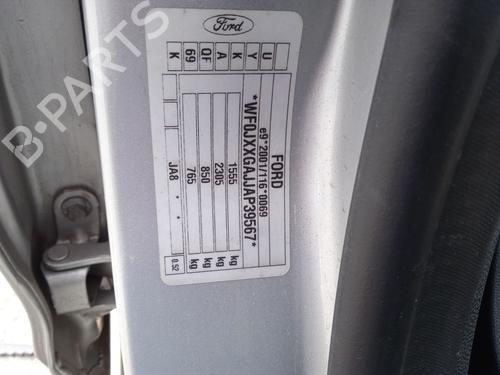 Ford
FORD
e9*2001/116*0069
*WF0JXXGAJJAP39567*
1555 kg
2305 kg
850 kg
765 kg
JA8 - -
0.52
K 69 QF A K Y U
B-PARTS